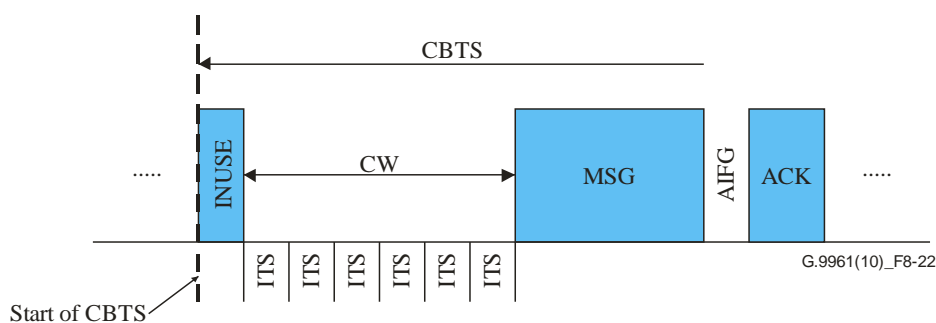 CBTS
.....
INUSE
CW
MSG
AIFG
ACK
.....
ITS
ITS
ITS
ITS
ITS
ITS
G.9961(10)_F8-22
Start of CBTS